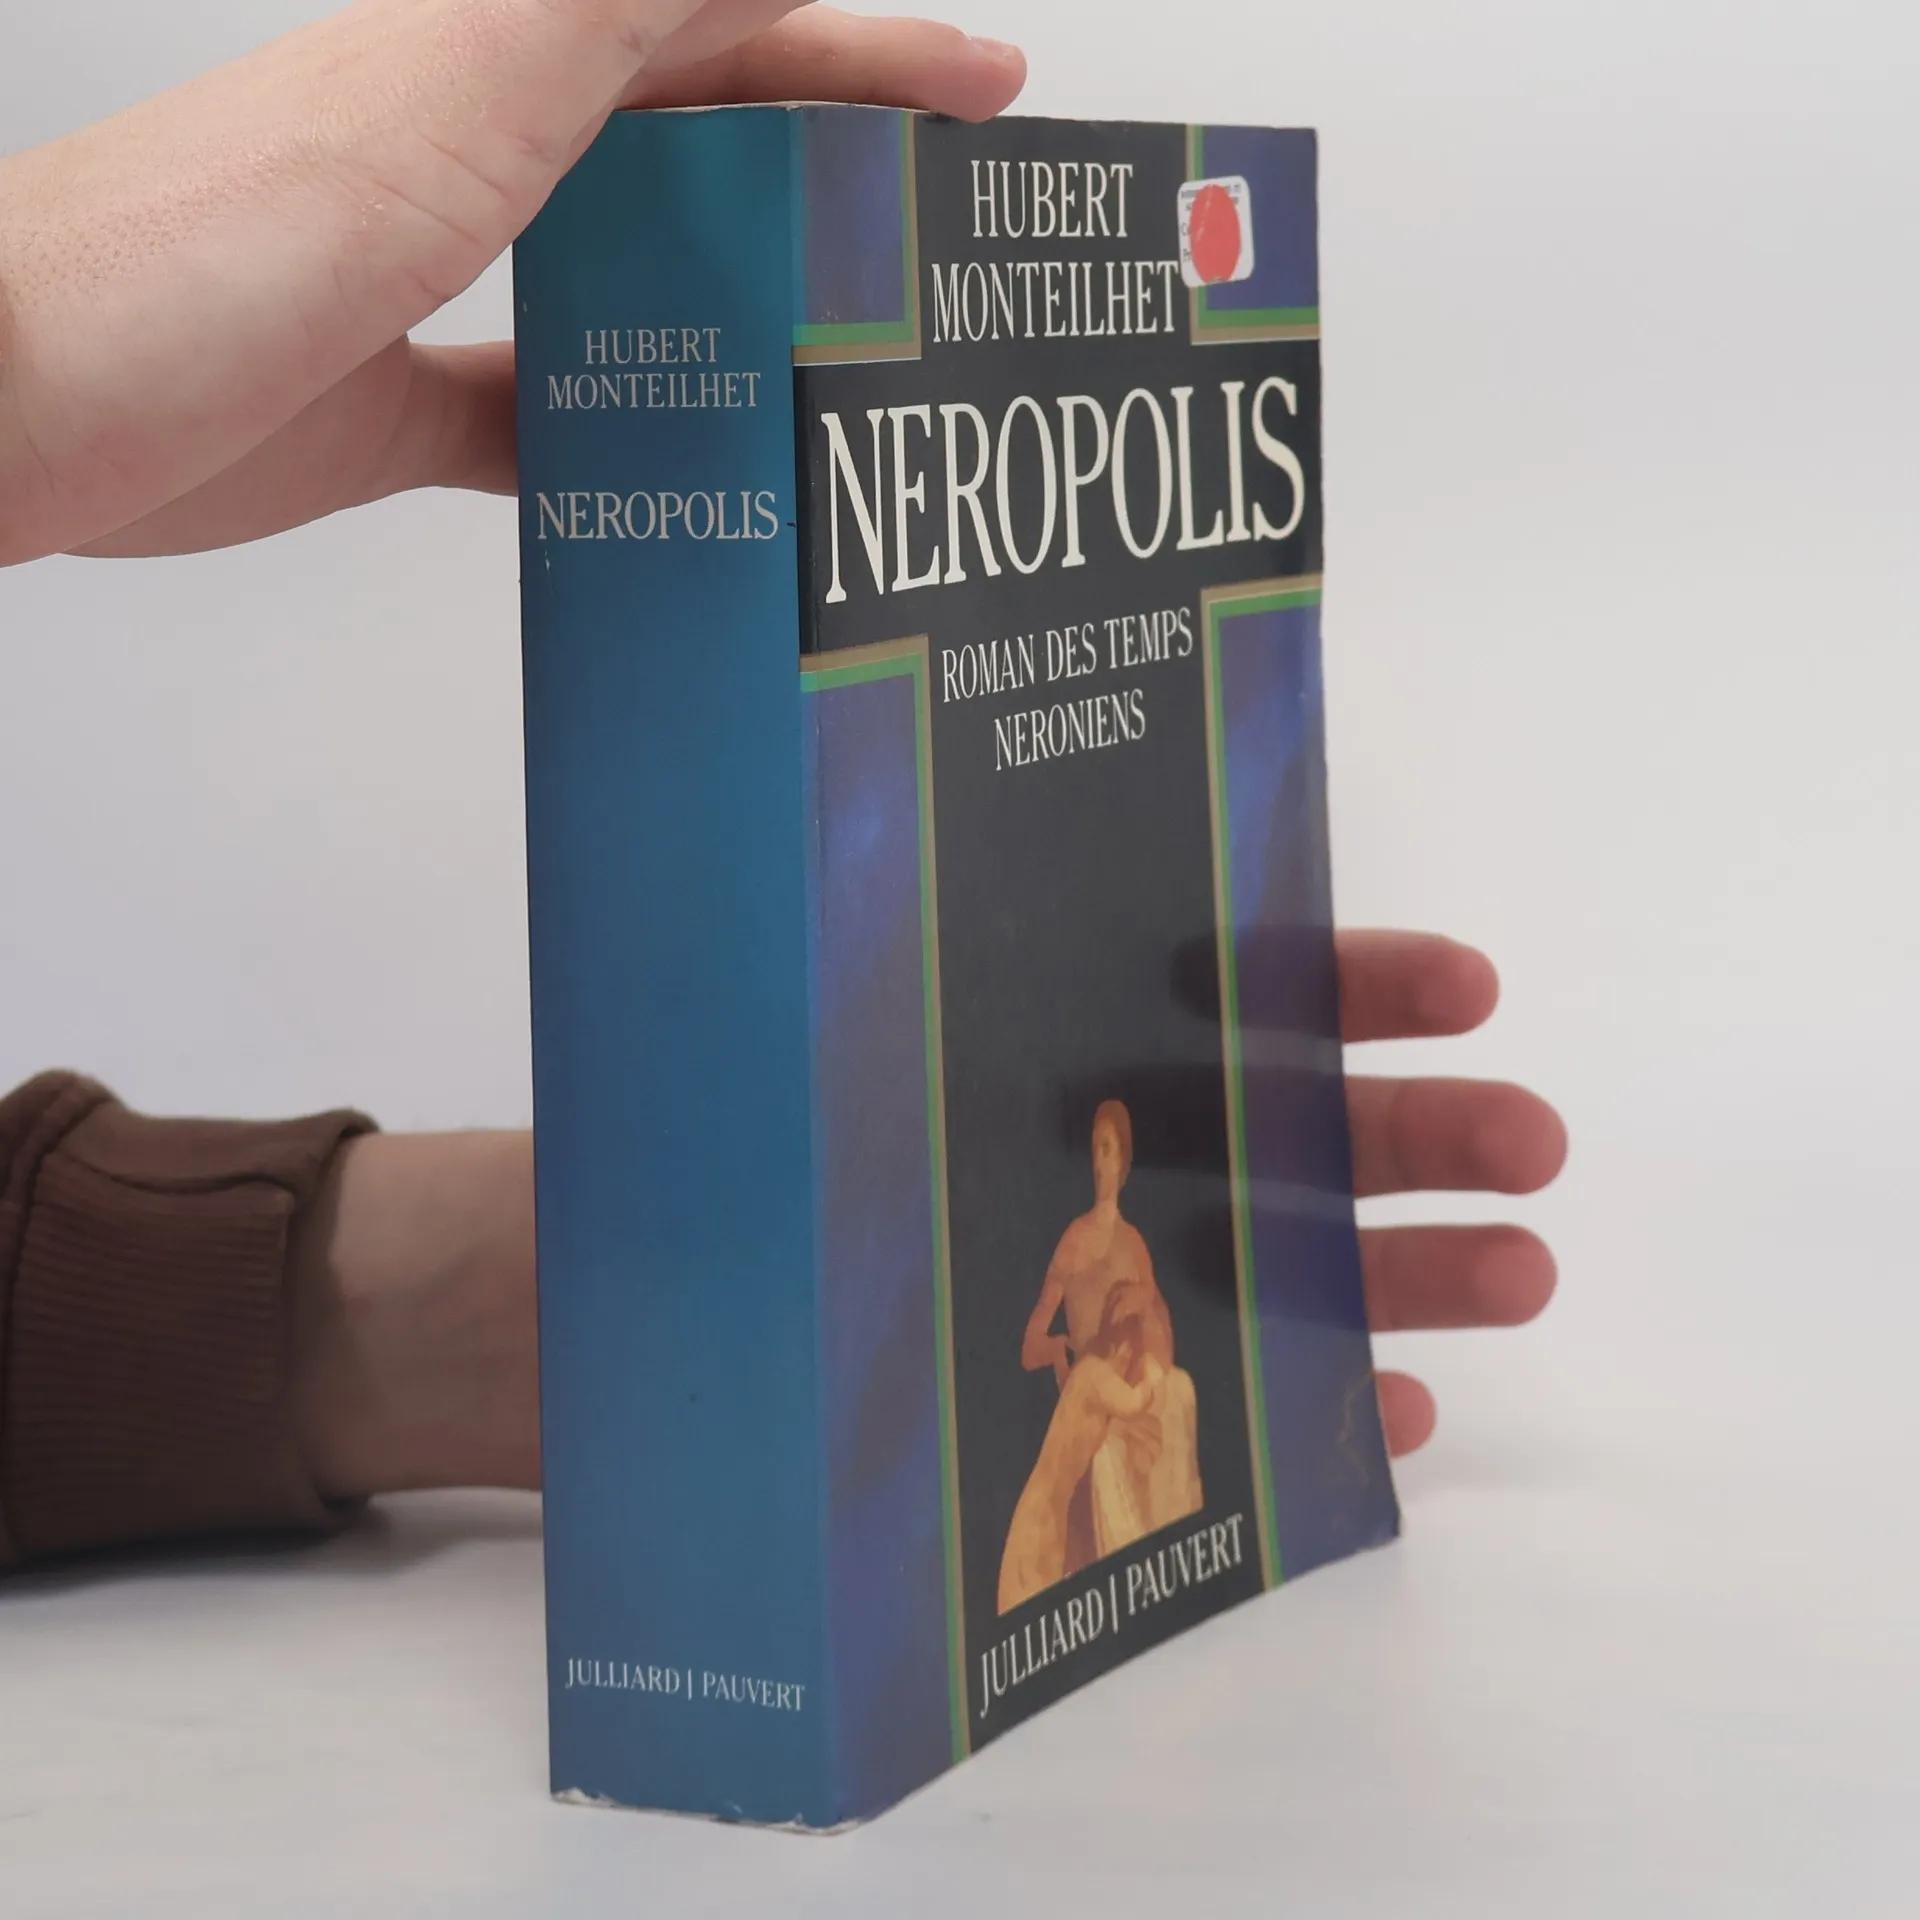 HUBERT
MONTEILHET
NEROPOLIS
JULLIARD | PAUVERT
HUBERT
MONTEILHET
NEROPOLIS
ROMAN DES TEMPS
NERONIENS
JULLIARD | PAUVERT